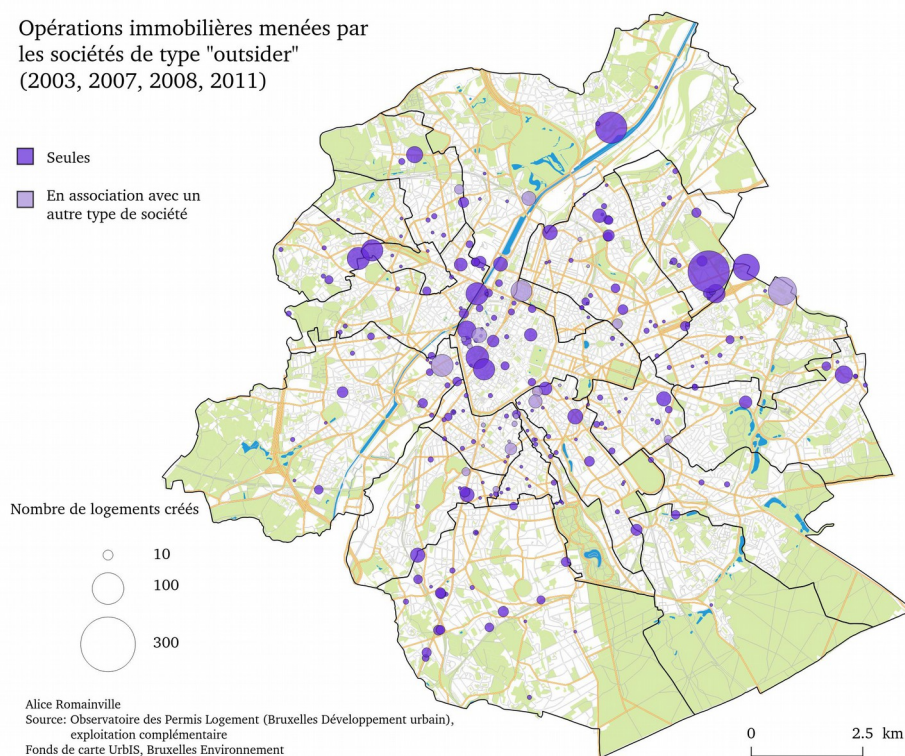 Opérations immobilières menées par
les sociétés de type "outsider"
(2003, 2007, 2008, 2011)
Seules
En association avec un
autre type de société
Nombre de logements créés
10
100
300
Alice Romainville
Source: Observatoire des Permis Logement (Bruxelles Développement urbain),
exploitation complémentaire
Fonds de carte UrbIS, Bruxelles Environnement
0 2.5 km